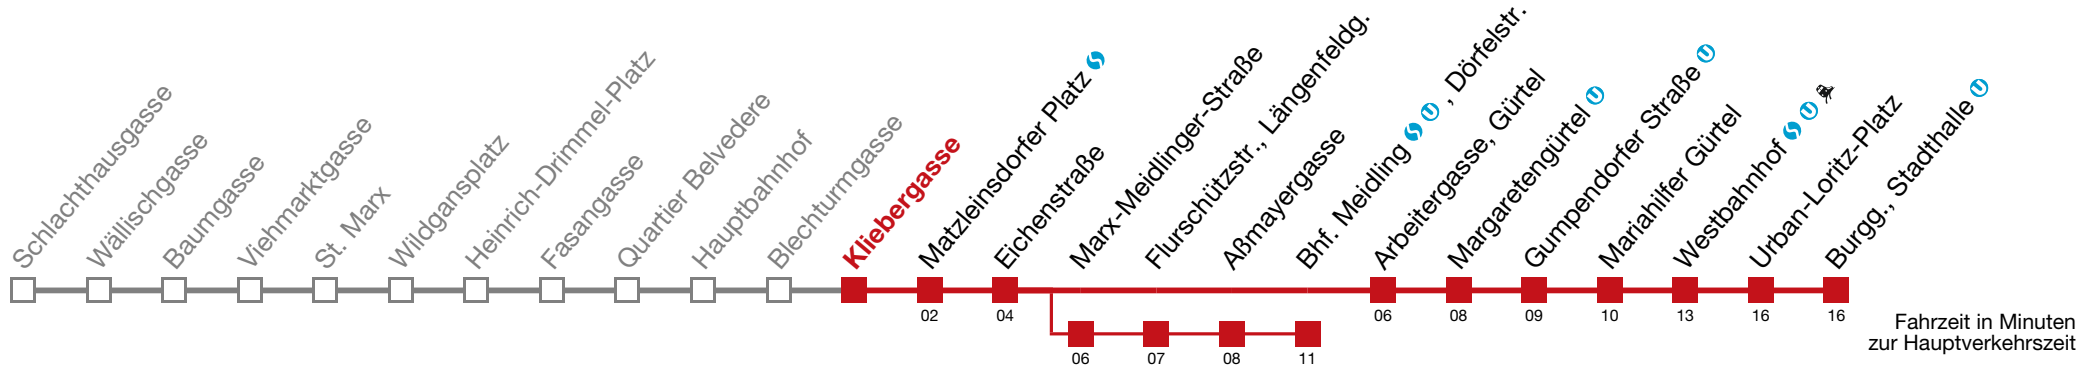 Schlachthausgasse
Wällischgasse
Baumgasse
Viehmarktgasse
St. Marx
Wildgansplatz
Heinrich-Drimmel-Platz
Fasangasse
Quartier Belvedere
Hauptbahnhof
Blechturmgasse
Kliebergasse
Matzleinsdorfer Platz S
Eichenstraße
Marx-Meidlinger-Straße
Flurschützstr., Längenfeldg.
Aßmayergasse
Bhf. Meidling S U , Dörfelstr.
Arbeitergasse, Gürtel
Margaretengürtel U
Gumpendorfer Straße U
Mariahilfer Gürtel
Westbahnhof S U
Urban-Loritz-Platz
Burgg., Stadthalle U
02 04 06 08 09 10 13 16 16
06 07 08 11
Fahrzeit in Minuten
zur Hauptverkehrszeit